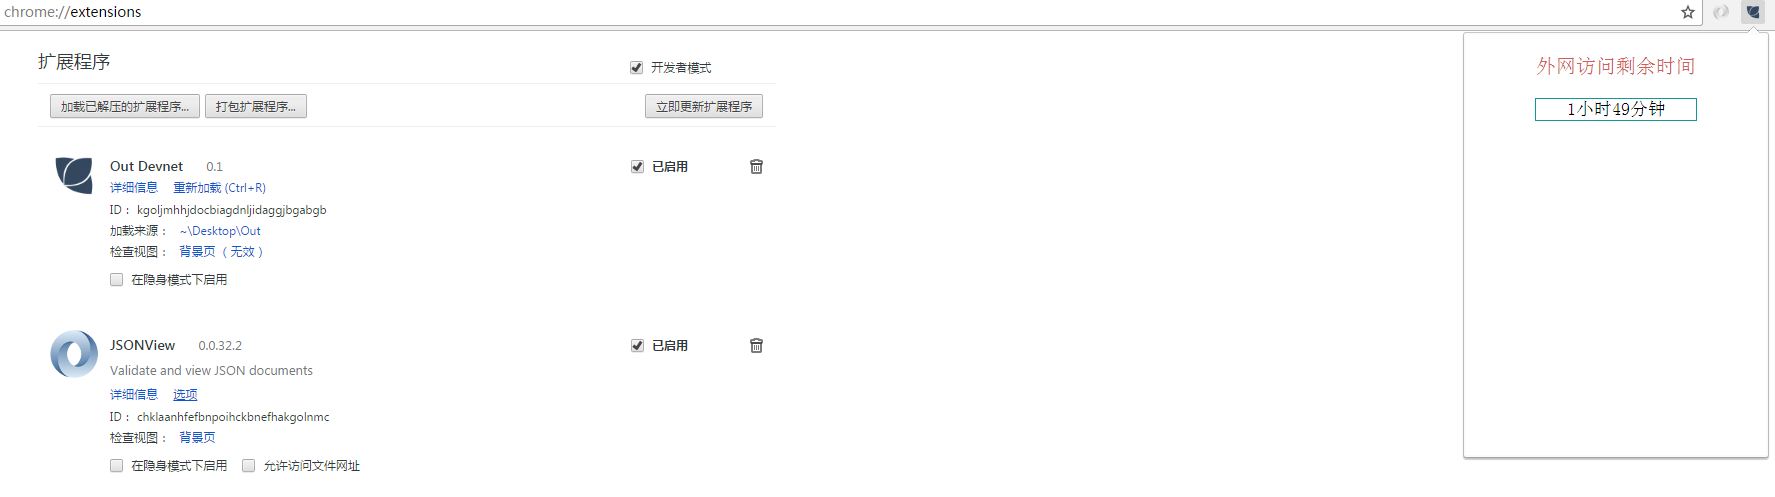 chrome://extensions
扩展程序
开发者模式
加载已解压的扩展程序...
打包扩展程序...
立即更新扩展程序
Out Devnet 0.1
已启用
详细信息 重新加载 (Ctrl+R)
ID： kgoljmhhjdocbiagdnljidaggjbgabgb
加载来源： ~\Desktop\Out
检查视图： 背景页 （无效）
在隐身模式下启用
JSONView 0.0.32.2
已启用
Validate and view JSON documents
详细信息 选项
ID： chklaanhfefbnpoihckbnefhakgolnmc
检查视图： 背景页
在隐身模式下启用 允许访问文件网址
外网访问剩余时间
1小时49分钟